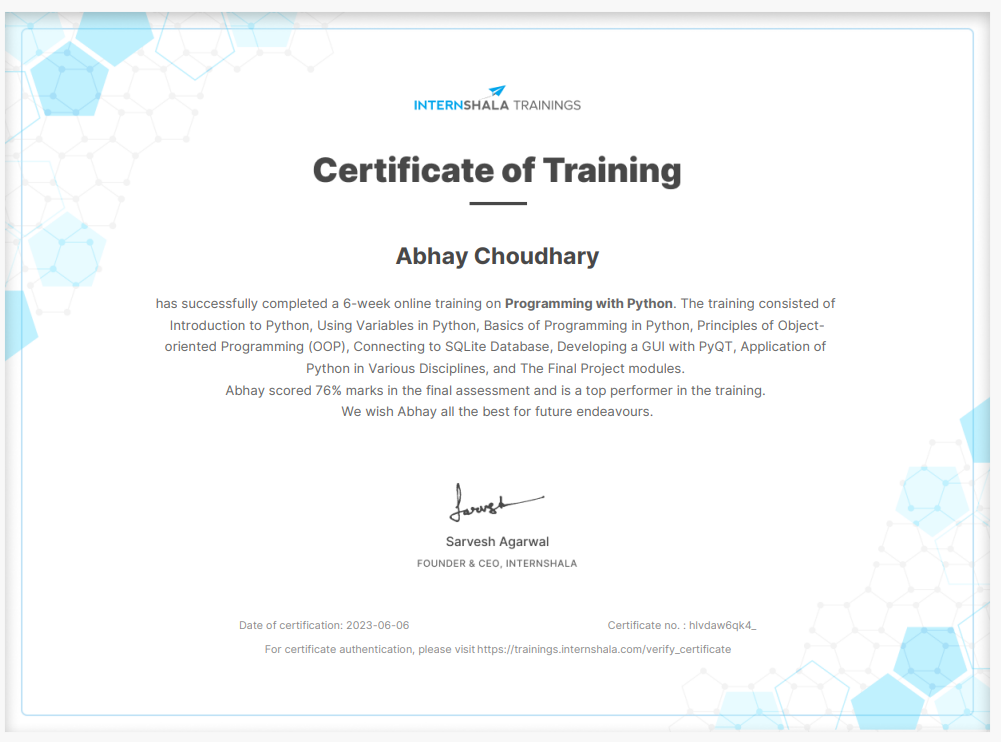 INTERNSHALA TRAININGS
Certificate of Training
Abhay Choudhary
has successfully completed a 6-week online training on Programming with Python. The training consisted of
Introduction to Python, Using Variables in Python, Basics of Programming in Python, Principles of Object-
oriented Programming (OOP), Connecting to SQLite Database, Developing a GUI with PyQT, Application of
Python in Various Disciplines, and The Final Project modules.
Abhay scored 76% marks in the final assessment and is a top performer in the training.
We wish Abhay all the best for future endeavours.
Sarvesh
Sarvesh Agarwal
FOUNDER & CEO, INTERNSHALA
Date of certification: 2023-06-06
Certificate no. : hlvdaw6qk4_
For certificate authentication, please visit https://trainings.internshala.com/verify_certificate